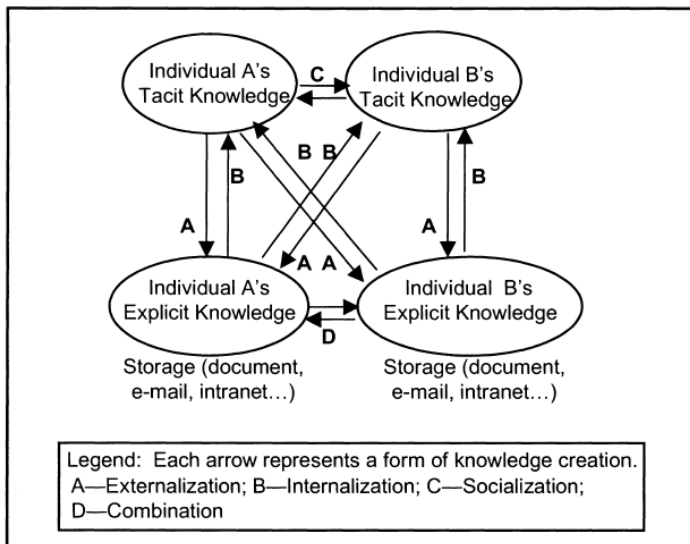 Individual A's
Tacit Knowledge
C
Individual B's
Tacit Knowledge
B B
B
B
A
A
A A
Individual A's
Explicit Knowledge
Individual B's
Explicit Knowledge
D
Storage (document,
e-mail, intranet…)
Storage (document,
e-mail, intranet…)
Legend: Each arrow represents a form of knowledge creation.
A—Externalization; B—Internalization; C—Socialization;
D—Combination